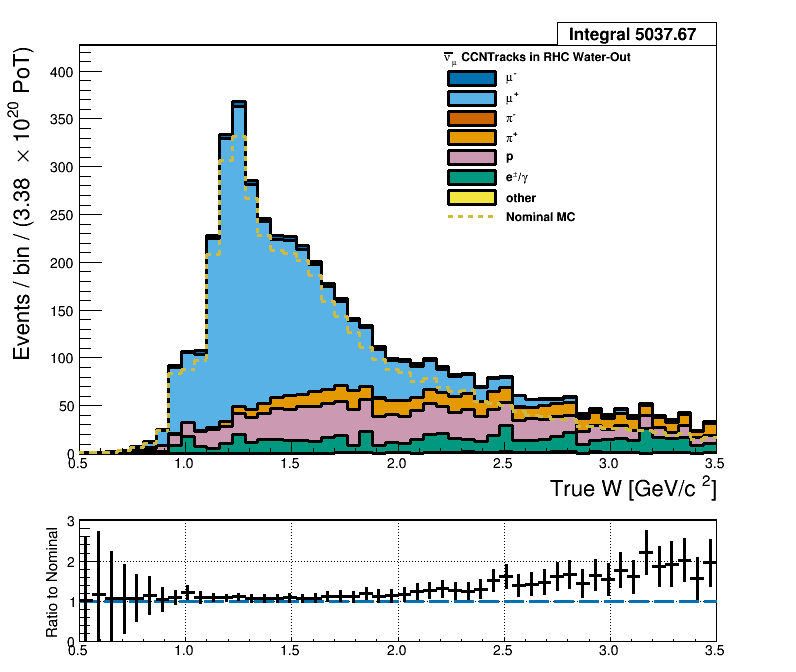 Integral 5037.67
ν̅μ CCNTracks in RHC Water-Out
μ-
μ+
π-
π+
p
e±/γ
other
Nominal MC
Events / bin / (3.38 × 10^20 PoT)
400
350
300
250
200
150
100
50
0
0.5 1.0 1.5 2.0 2.5 3.0 3.5
True W [GeV/c 2]
Ratio to Nominal
3
2
1
0
0.5 1.0 1.5 2.0 2.5 3.0 3.5